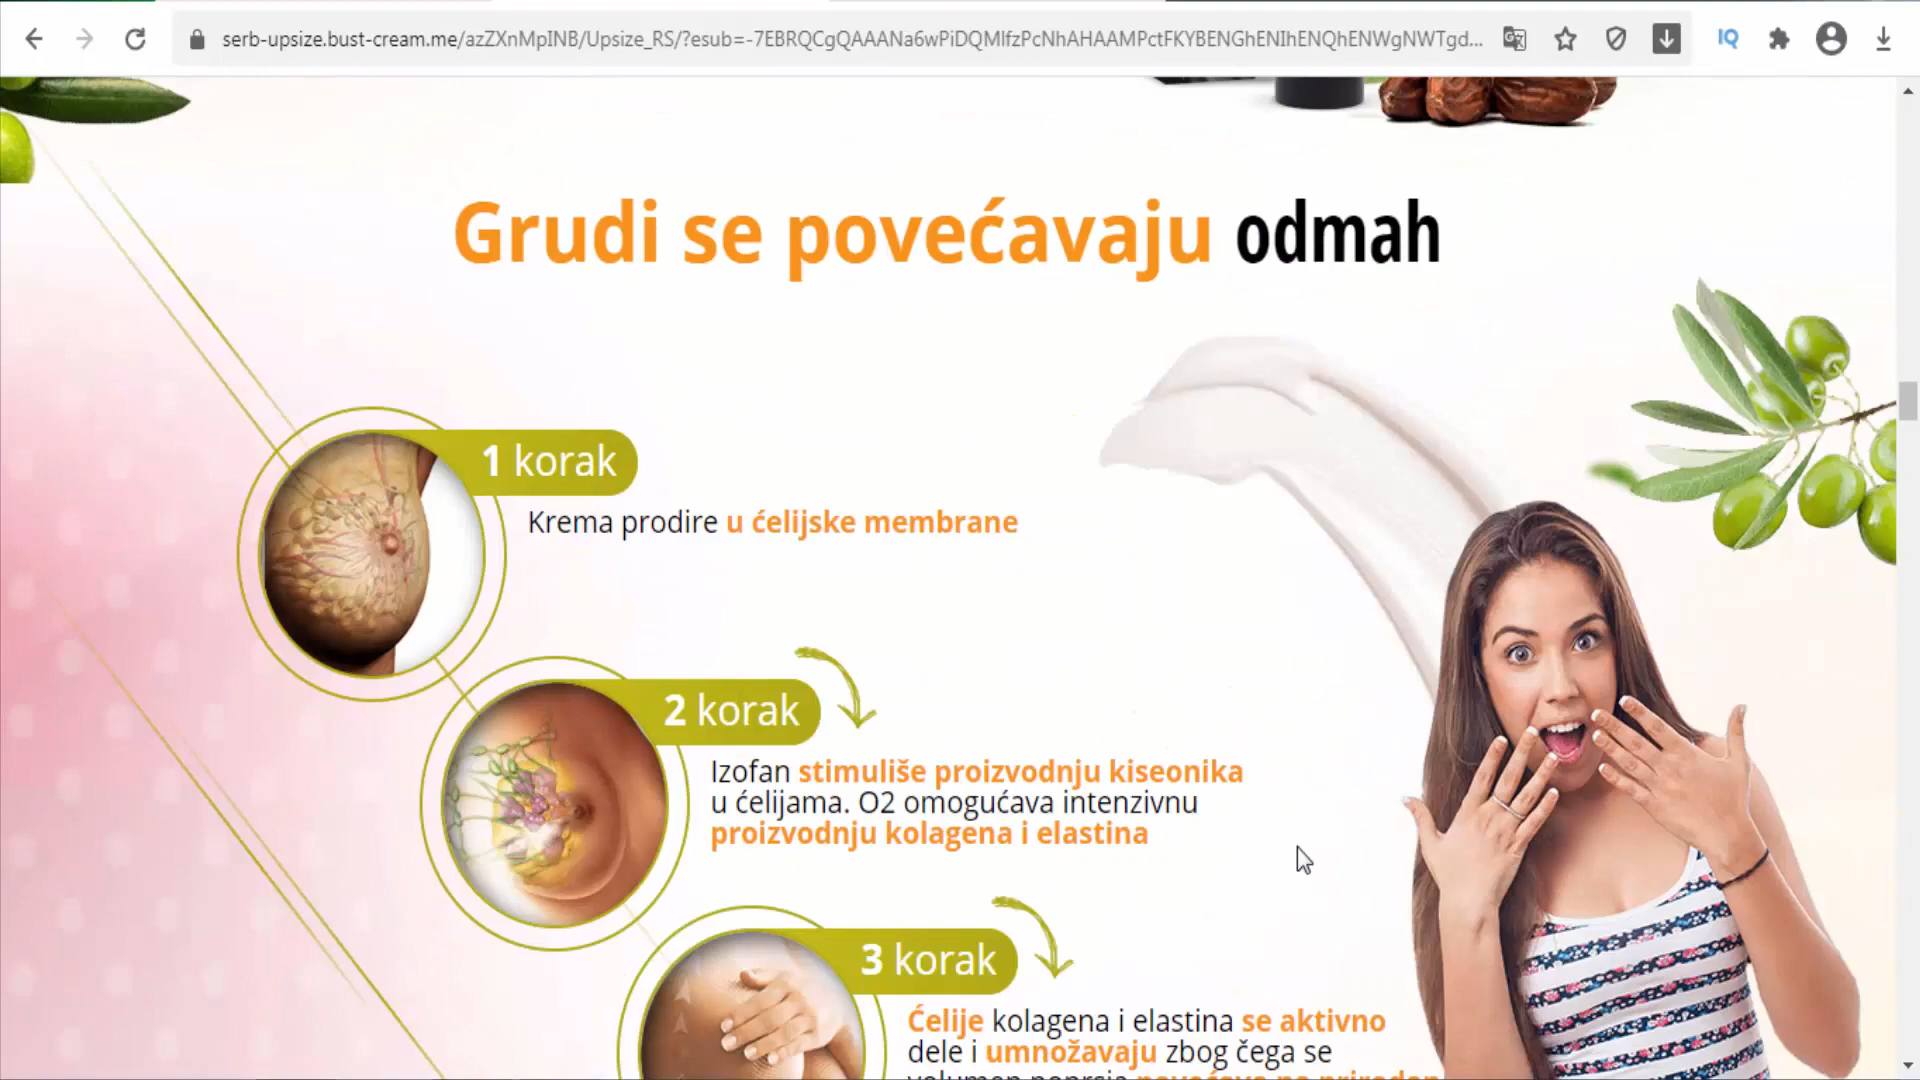 serb-upsize.bust-cream.me/azZXnMpINB/Upsize_RS/?esub=-7EBRQCgQAAANa6wPiDQMIfzPcNhAHAAMPctFKYBENGhENIhENQhENWgNWTgd...
IQ
Grudi se povećavaju odmah
1 korak
Krema prodire u ćelijske membrane
2 korak
Izofan stimuliše proizvodnju kiseonika
u ćelijama. O2 omogućava intenzivnu
proizvodnju kolagena i elastina
3 korak
Ćelije kolagena i elastina se aktivno
dele i umnožavaju zbog čega se